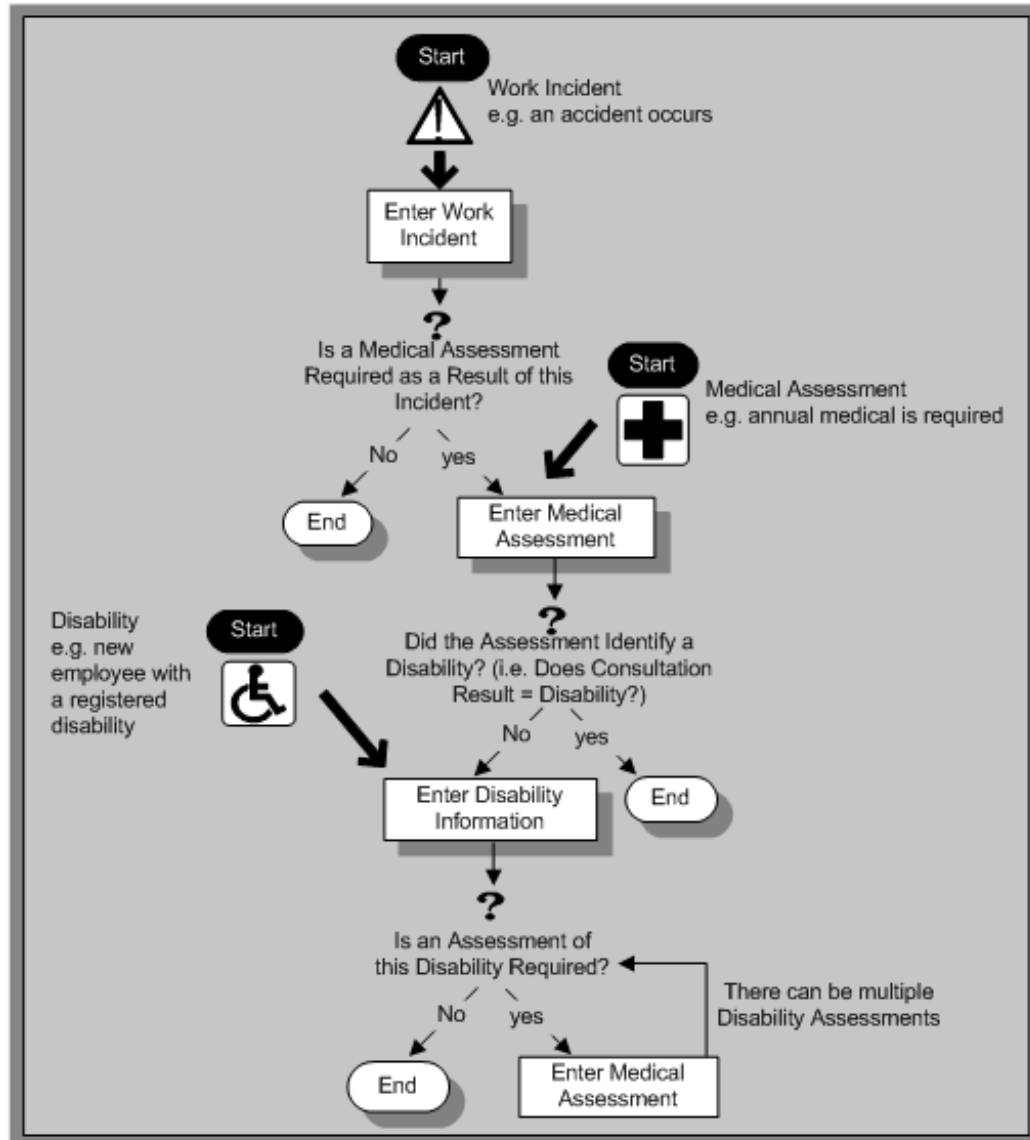 Start
Work Incident
e.g. an accident occurs
Enter Work
Incident
?
Is a Medical Assessment
Required as a Result of this
Incident?
Start
Medical Assessment
e.g. annual medical is required
No
yes
End
Enter Medical
Assessment
?
Disability
e.g. new
employee with
a registered
disability
Start
Did the Assessment Identify a
Disability? (i.e. Does Consultation
Result = Disability?)
No
yes
Enter Disability
Information
End
?
Is an Assessment of
this Disability Required?
There can be multiple
Disability Assessments
No
yes
End
Enter Medical
Assessment